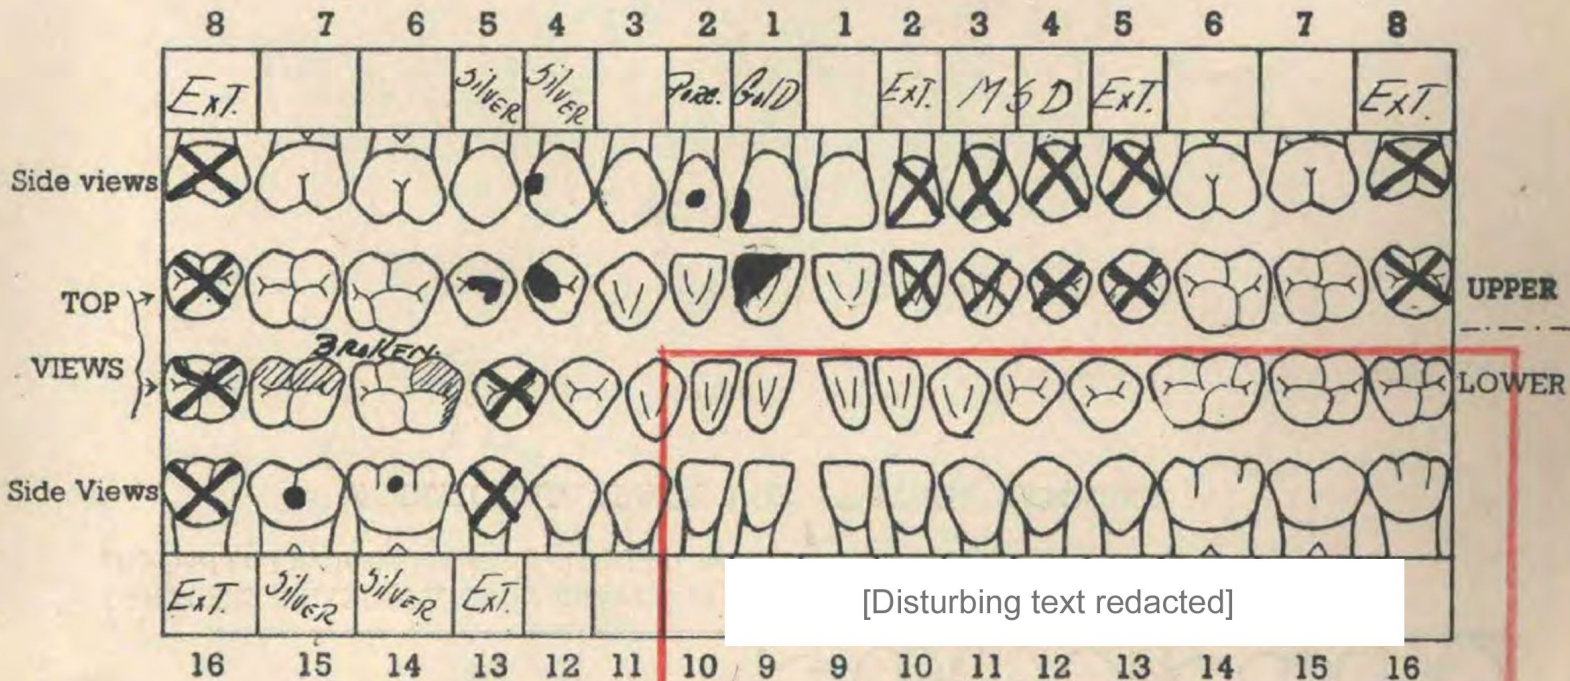 8 7 6 5 4 3 2 1 1 2 3 4 5 6 7 8
ExT. SilvER SilvER Porc. Gold ExT. M S D ExT. ExT.
Side views
TOP UPPER
BROKEN.
VIEWS LOWER
Side Views
ExT. SilvER SilvER ExT. [Disturbing text redacted]
16 15 14 13 12 11 10 9 9 10 11 12 13 14 15 16